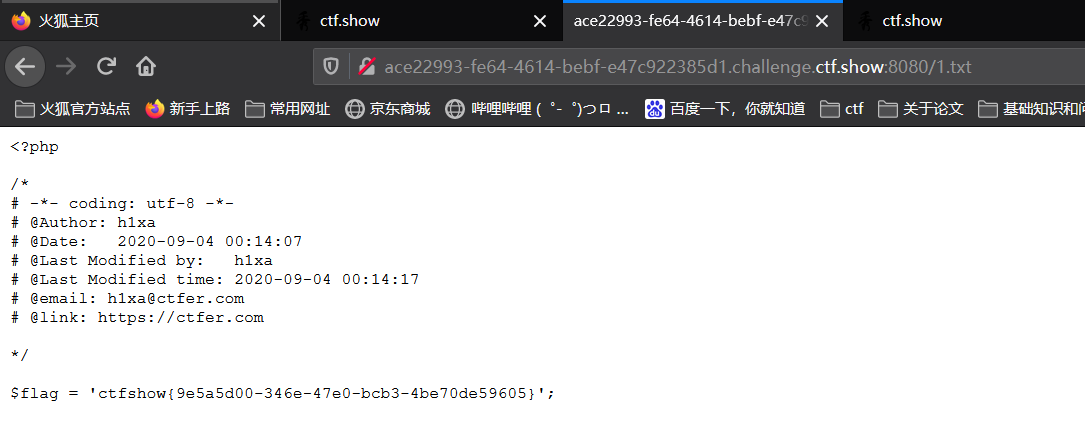 火狐主页
ctf.show
ace22993-fe64-4614-bebf-e47c9
ctf.show
ace22993-fe64-4614-bebf-e47c922385d1.challenge.ctf.show:8080/1.txt
火狐官方站点 新手上路 常用网址 京东商城 哔哩哔哩 (゜-゜)つロ ... 百度一下，你就知道 ctf 关于论文 基础知识和问
<?php
/*
# -*- coding: utf-8 -*-
# @Author: h1xa
# @Date:   2020-09-04 00:14:07
# @Last Modified by:   h1xa
# @Last Modified time: 2020-09-04 00:14:17
# @email: h1xa@ctfer.com
# @link: https://ctfer.com
*/
$flag = 'ctfshow{9e5a5d00-346e-47e0-bcb3-4be70de59605}';